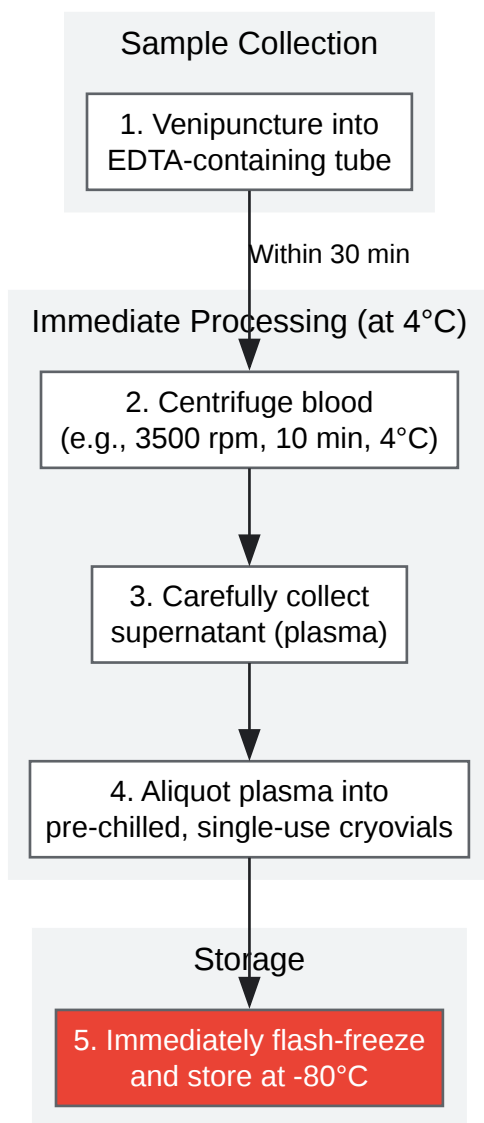 Sample Collection
1. Venipuncture into
EDTA-containing tube
Within 30 min
Immediate Processing (at 4°C)
2. Centrifuge blood
(e.g., 3500 rpm, 10 min, 4°C)
3. Carefully collect
supernatant (plasma)
4. Aliquot plasma into
pre-chilled, single-use cryovials
Storage
5. Immediately flash-freeze
and store at -80°C